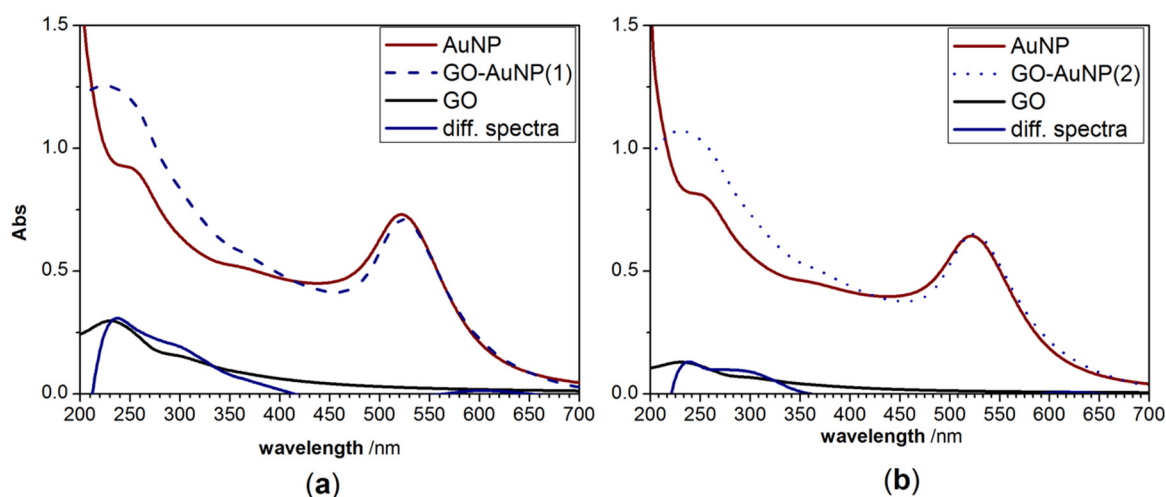 1.5
1.0
0.5
0.0
Abs
200 250 300 350 400 450 500 550 600 650 700
wavelength /nm
AuNP
GO-AuNP(1)
GO
diff. spectra
(a)
1.5
1.0
0.5
0.0
200 250 300 350 400 450 500 550 600 650 700
wavelength /nm
AuNP
GO-AuNP(2)
GO
diff. spectra
(b)